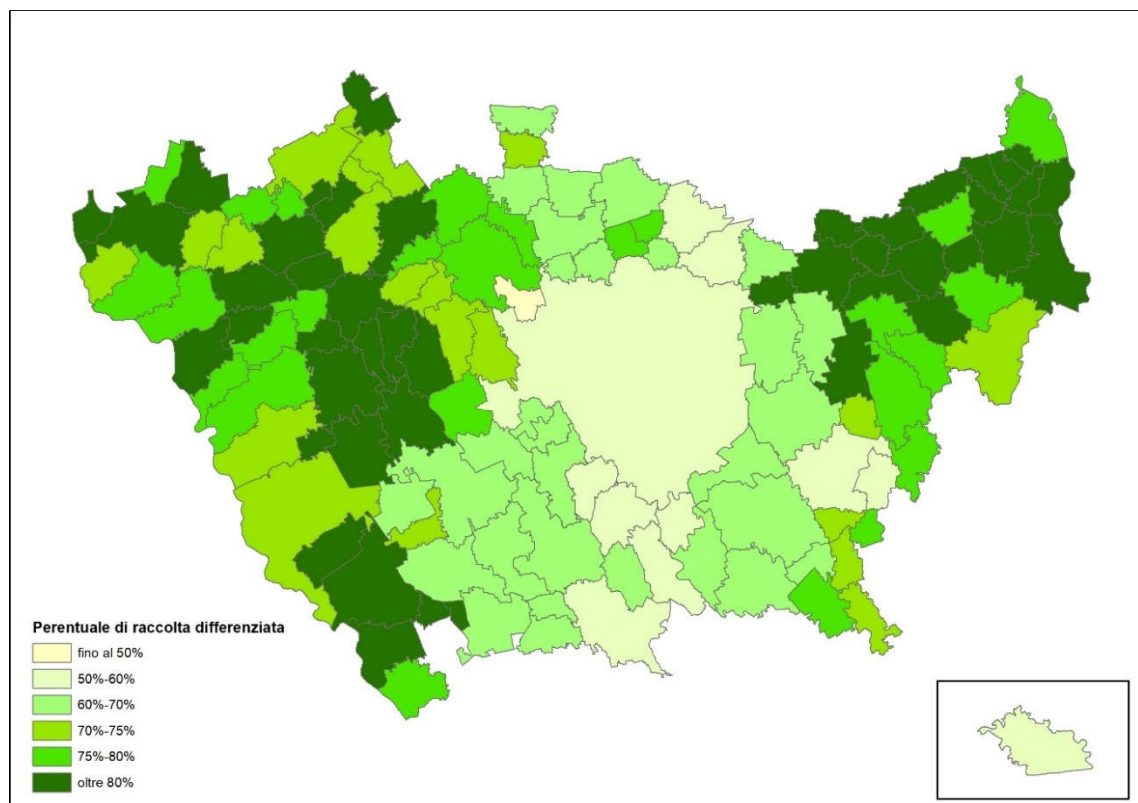 Perentuale di raccolta differenziata
fino al 50%
50%-60%
60%-70%
70%-75%
75%-80%
oltre 80%